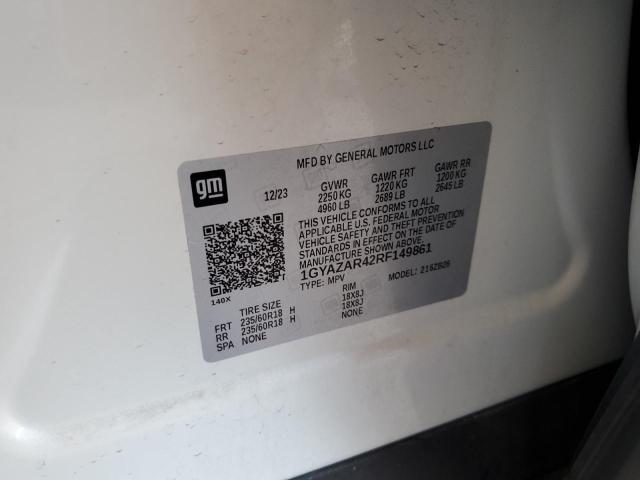 MFD BY GENERAL MOTORS LLC
gm
12/23 GVWR GAWR FRT GAWR RR
2250 KG 1220 KG 1200 KG
4960 LB 2689 LB 2645 LB
THIS VEHICLE CONFORMS TO ALL
APPLICABLE U.S. FEDERAL MOTOR
VEHICLE SAFETY AND THEFT PREVENTION
STANDARDS IN EFFECT ON THE DATE OF
MANUFACTURE SHOWN ABOVE.
1GYAZAR42RF149861
140X
TYPE: MPV MODEL:
TIRE SIZE RIM
FRT 235/60R18 H 18X8J
RR 235/60R18 H 18X8J
SPA NONE NONE